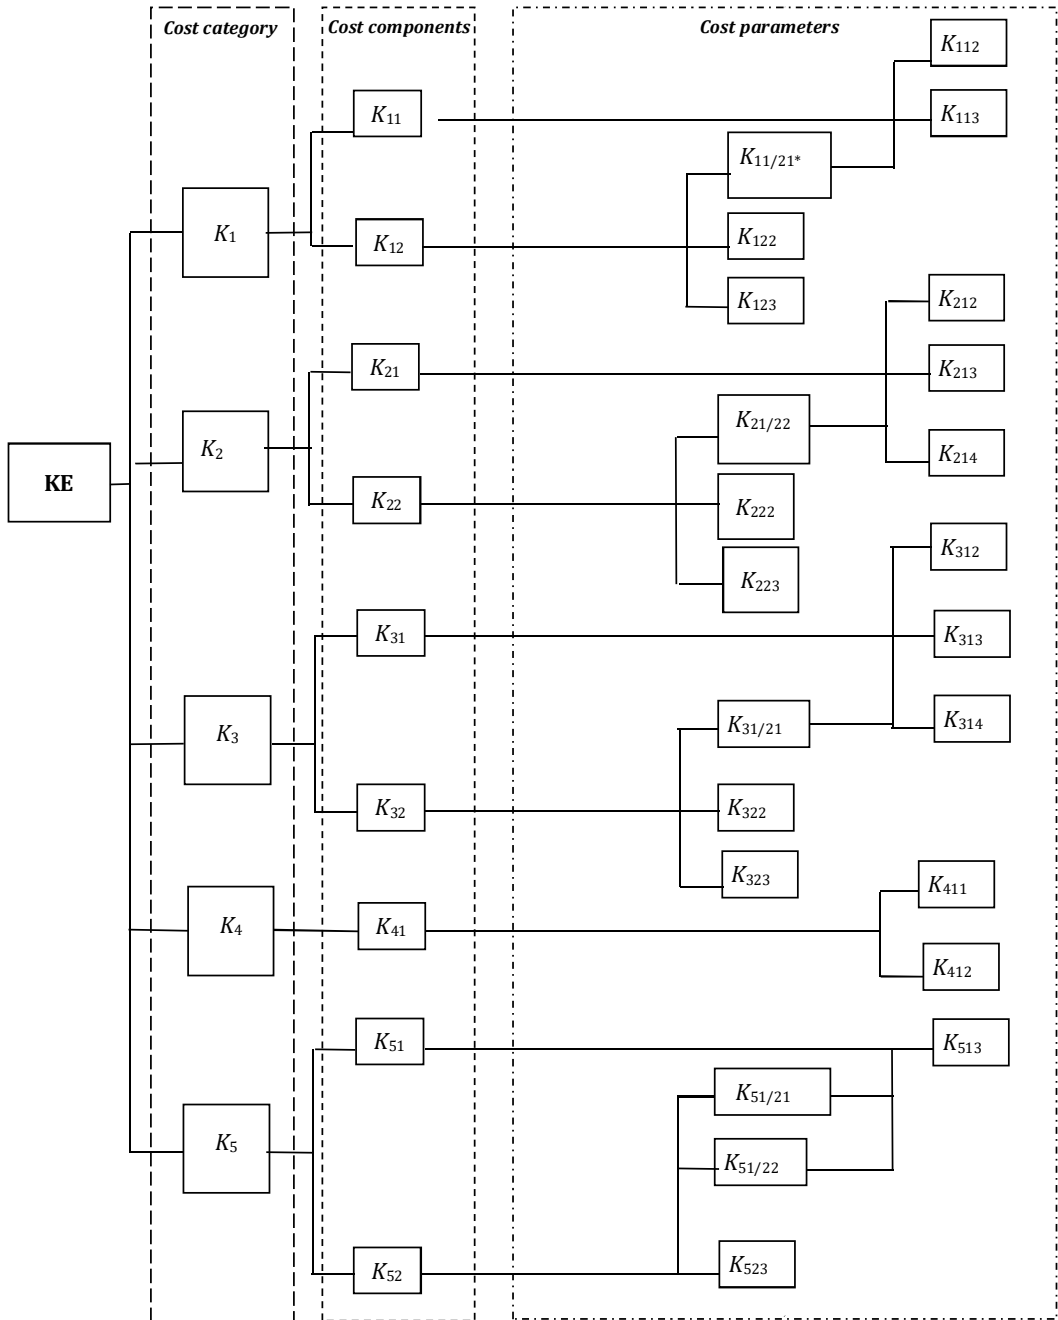 Cost category
Cost components
Cost parameters
K112
K11
K113
K11/21*
K1
K12
K122
K123
K212
K21
K213
K21/22
K2
K214
KE
K22
K222
K312
K223
K31
K313
K31/21
K3
K314
K32
K322
K323
K411
K4
K41
K412
K51
K513
K51/21
K5
K51/22
K52
K523